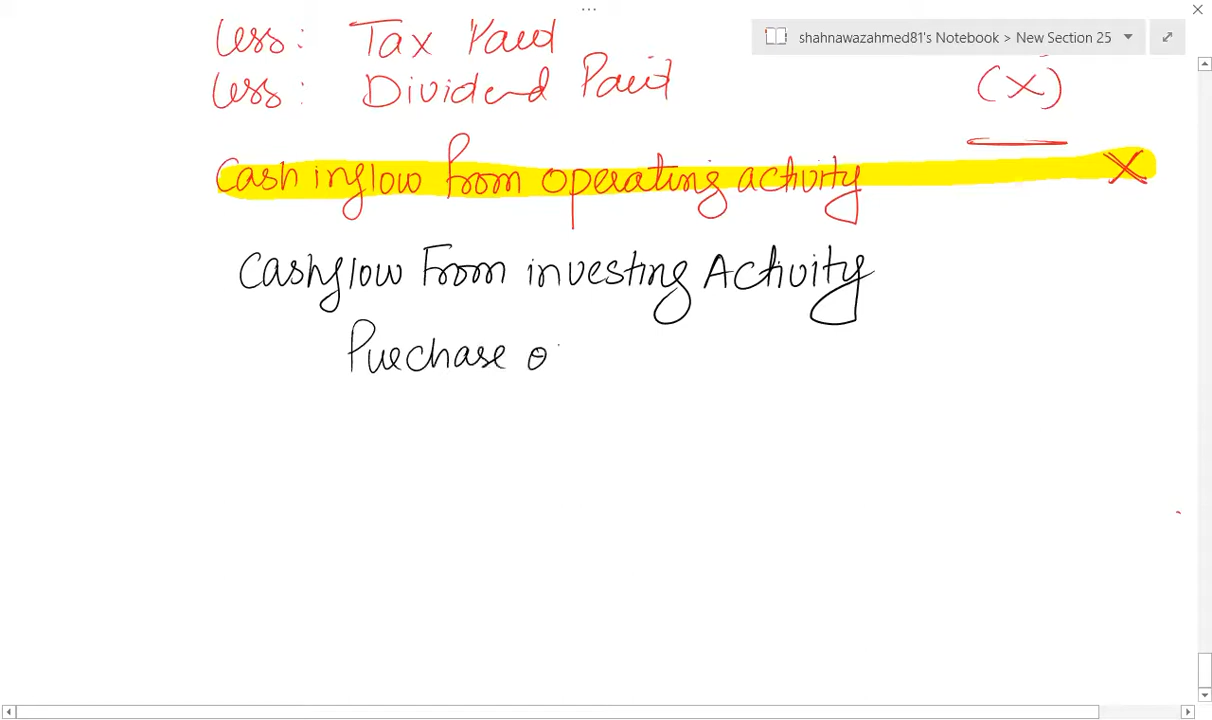 shahnawazahmed81's Notebook > New Section 25
Less: Tax Paid
Less: Dividend Paid (X)
Cash inflow from operating activity X
Cashflow From investing Activity
Purchase o